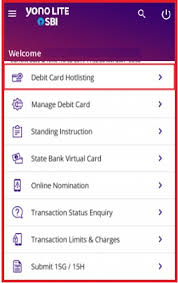 yono LITE
SBI
Welcome
Debit Card Hotlisting
Manage Debit Card
Standing Instruction
State Bank Virtual Card
Online Nomination
Transaction Status Enquiry
Transaction Limits & Charges
Submit 15G / 15H